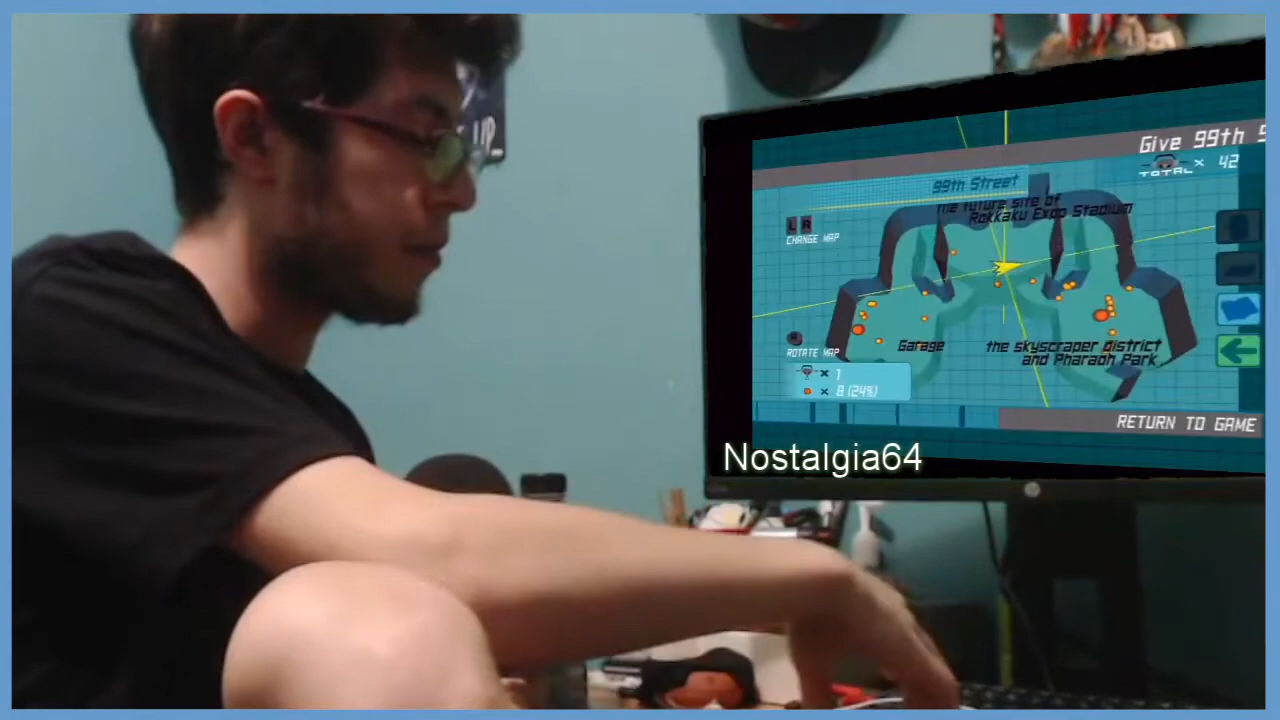 UP
Give 99th S
TOTAL × 42
99th Street
the future site of
Rokkaku Expo Stadium
L R
CHANGE MAP
ROTATE MAP
Garage
the skyscraper district
and Pharaoh Park
× 1
× 8 (24%)
RETURN TO GAME
Nostalgia64